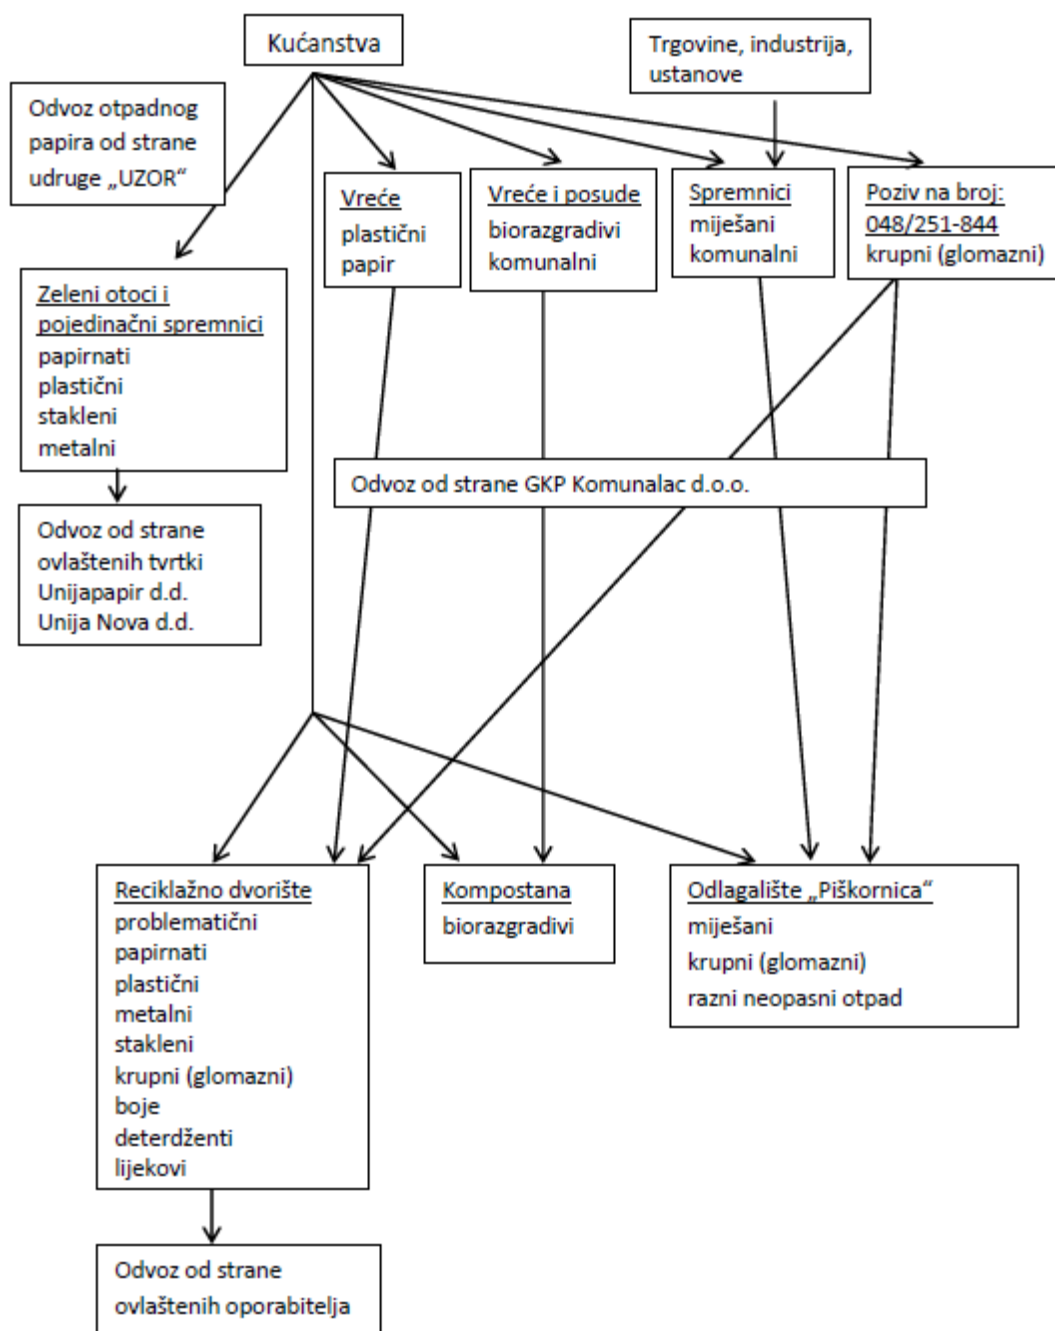 Kućanstva
Trgovine, industrija,
ustanove
Odvoz otpadnog
papira od strane
udruge „UZOR“
Vreće
plastični
papir
Vreće i posude
biorazgradivi
komunalni
Spremnici
miješani
komunalni
Poziv na broj:
048/251-844
krupni (glomazni)
Zeleni otoci i
pojedinačni spremnici
papirnati
plastični
stakleni
metalni
Odvoz od strane GKP Komunalac d.o.o.
Odvoz od strane
ovlaštenih tvrtki
Unijapapir d.d.
Unija Nova d.d.
Reciklažno dvorište
problematični
papirnati
plastični
metalni
stakleni
krupni (glomazni)
boje
deterdženti
lijekovi
Kompostana
biorazgradivi
Odlagalište „Piškornica“
miješani
krupni (glomazni)
razni neopasni otpad
Odvoz od strane
ovlaštenih oporabitelja